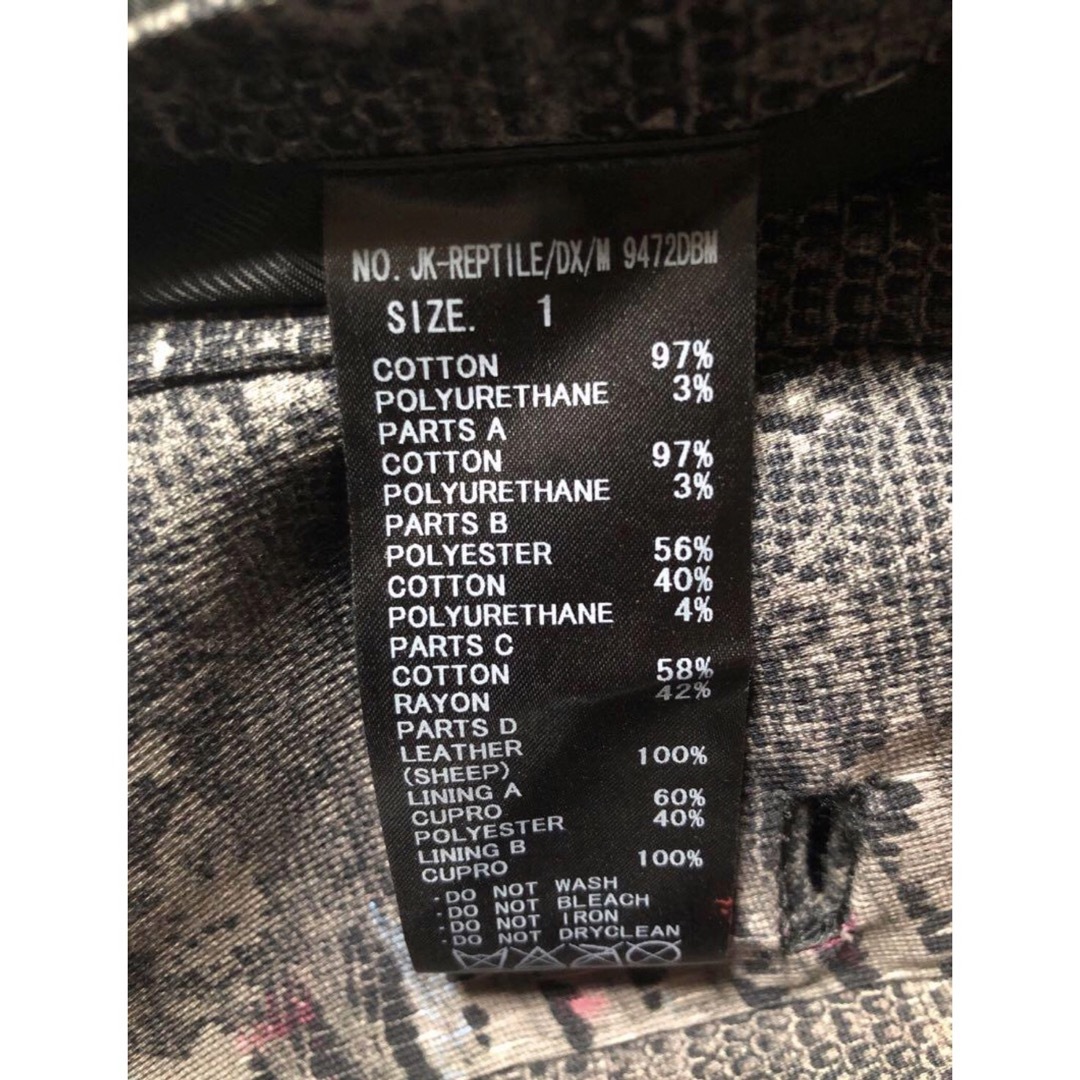 NO. JK-REPTILE/DX/M 9472DBM
SIZE. 1
COTTON 97%
POLYURETHANE 3%
PARTS A
COTTON 97%
POLYURETHANE 3%
PARTS B
POLYESTER 56%
COTTON 40%
POLYURETHANE 4%
PARTS C
COTTON 58%
RAYON 42%
PARTS D
LEATHER 100%
(SHEEP)
LINING A
CUPRO 60%
POLYESTER 40%
LINING B
CUPRO 100%
・DO NOT WASH
・DO NOT BLEACH
・DO NOT IRON
・DO NOT DRYCLEAN